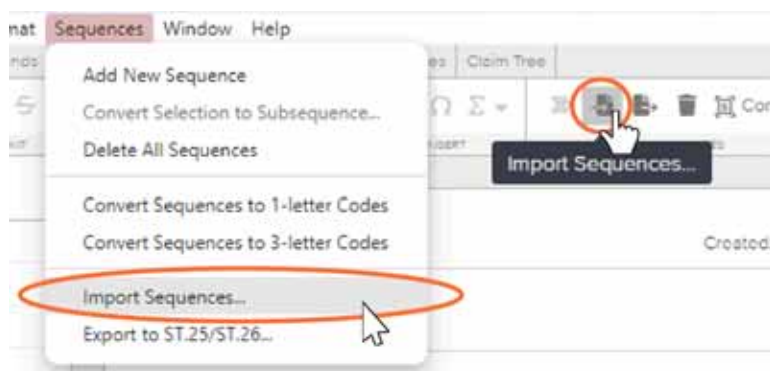 mat Sequences Window Help
Claim Tree
Add New Sequence
Convert Selection to Subsequence...
Ω Σ
Cor
Delete All Sequences
Import Sequences...
Convert Sequences to 1-letter Codes
Convert Sequences to 3-letter Codes
Created
Import Sequences...
Export to ST.25/ST.26...